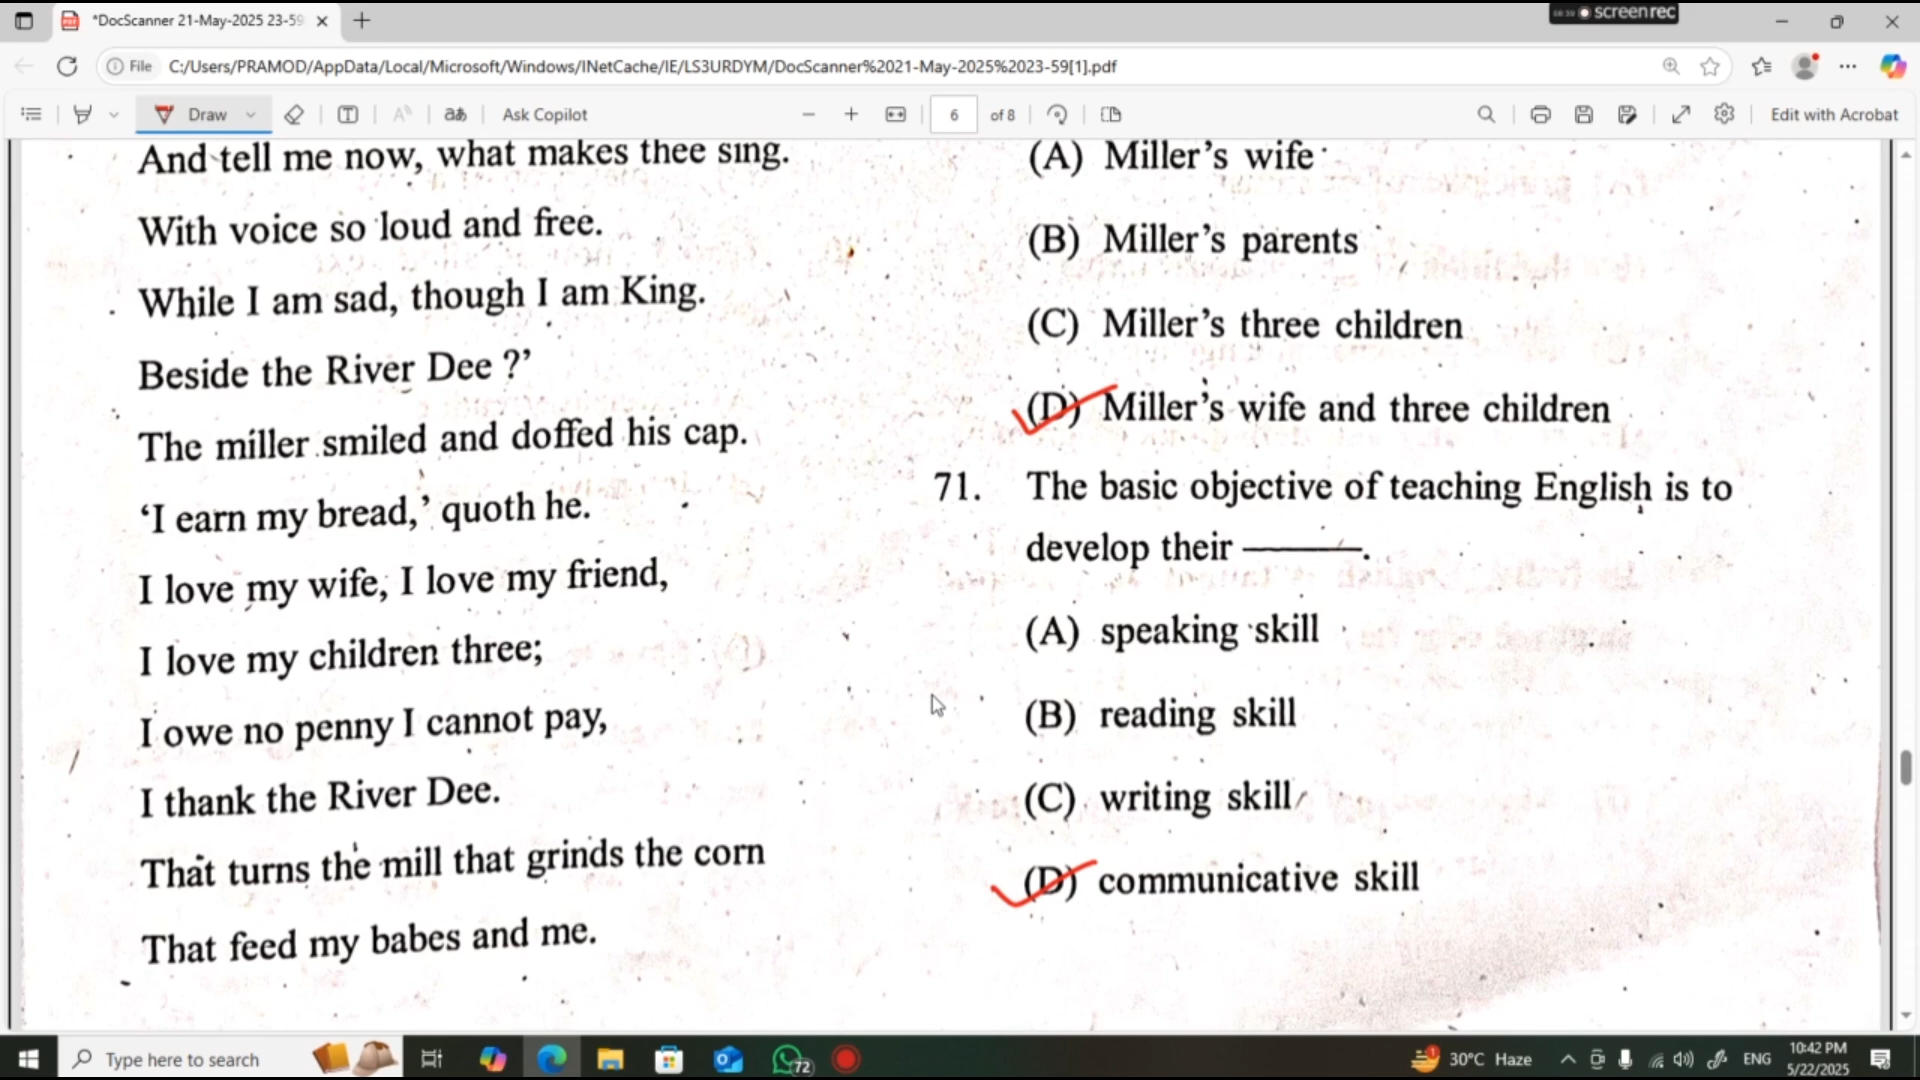 *DocScanner 21-May-2025 23-59
screenrec
File
C:/Users/PRAMOD/AppData/Local/Microsoft/Windows/INetCache/IE/LS3URDYM/DocScanner%2021-May-2025%2023-59[1].pdf
Draw
Ask Copilot
6 of 8
Edit with Acrobat
And tell me now, what makes thee sing.
With voice so loud and free.
While I am sad, though I am King.
Beside the River Dee ?’
The miller smiled and doffed his cap.
‘I earn my bread,’ quoth he.
I love my wife, I love my friend,
I love my children three;
I owe no penny I cannot pay,
I thank the River Dee.
That turns the mill that grinds the corn
That feed my babes and me.
(A) Miller’s wife
(B) Miller’s parents
(C) Miller’s three children
(D) Miller’s wife and three children
71. The basic objective of teaching English is to
develop their ———.
(A) speaking skill
(B) reading skill
(C) writing skill
(D) communicative skill
Type here to search
72
30°C Haze
ENG
10:42 PM
5/22/2025